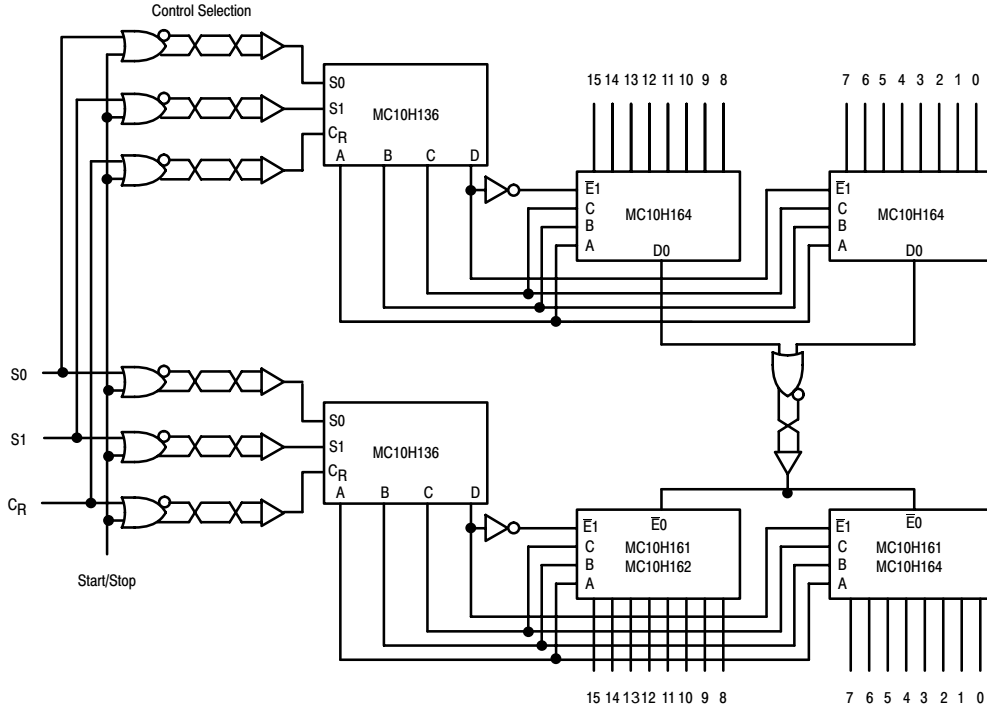 Control Selection
S0
S1
CR
MC10H136
A B C D
15 14 13 12 11 10 9 8
E1
C
B
A
MC10H164
D0
7 6 5 4 3 2 1 0
E1
C
B
A
MC10H164
D0
S0
S1
CR
Start/Stop
S0
S1
CR
MC10H136
A B C D
E1
C
B
A
E0
MC10H161
MC10H162
15 14 13 12 11 10 9 8
E1
C
B
A
E0
MC10H161
MC10H164
7 6 5 4 3 2 1 0